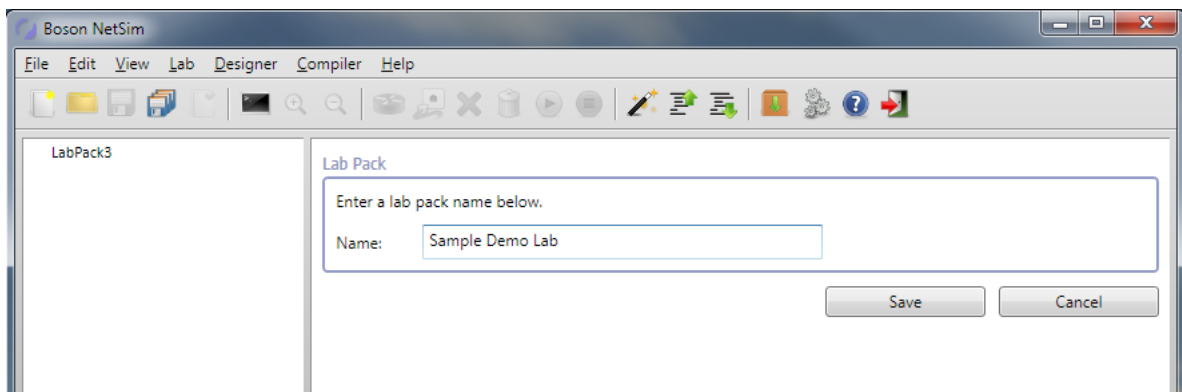 Boson NetSim
File Edit View Lab Designer Compiler Help
LabPack3
Lab Pack
Enter a lab pack name below.
Name: Sample Demo Lab
Save Cancel